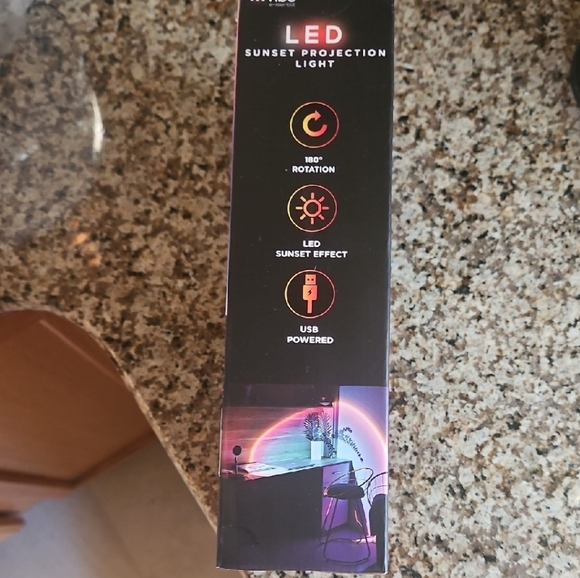 LED
SUNSET PROJECTION
LIGHT
180°
ROTATION
LED
SUNSET EFFECT
USB
POWERED